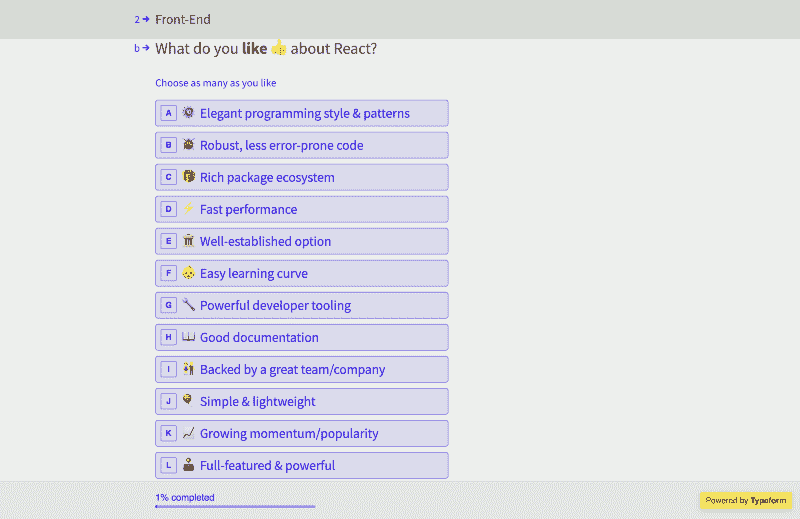 2 → Front-End
b → What do you like 👍 about React?
Choose as many as you like
A Elegant programming style & patterns
B Robust, less error-prone code
C Rich package ecosystem
D ⚡ Fast performance
E Well-established option
F Easy learning curve
G Powerful developer tooling
H Good documentation
I Backed by a great team/company
J Simple & lightweight
K Growing momentum/popularity
L Full-featured & powerful
1% completed
Powered by Typeform